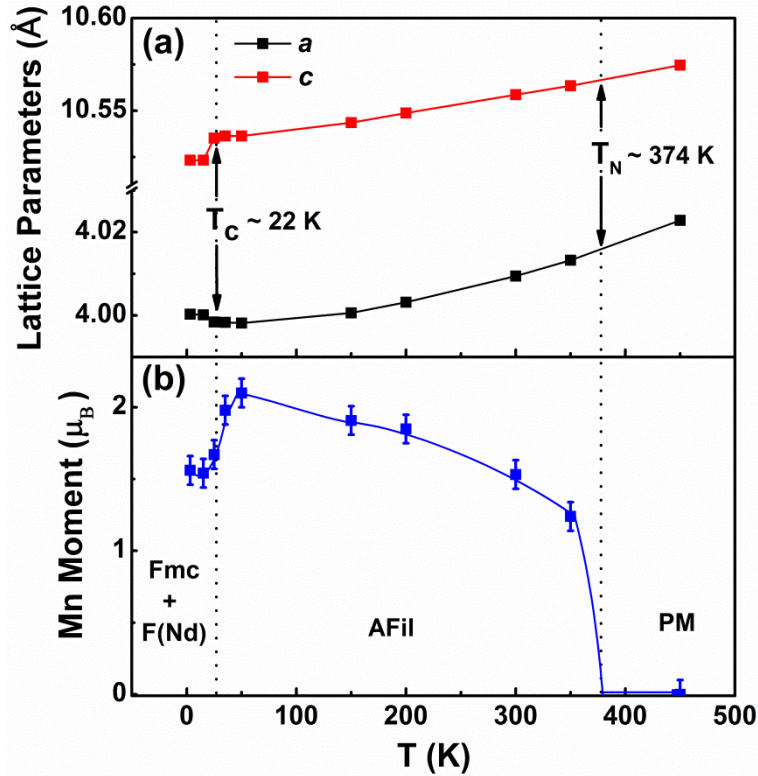 (a)
a
c
Lattice Parameters (Å)
10.60
10.55
4.02
4.00
T_C ~ 22 K
T_N ~ 374 K
(b)
Mn Moment (μ_B)
2
1
0
Fmc
+
F(Nd)
AFil
PM
0 100 200 300 400 500
T (K)